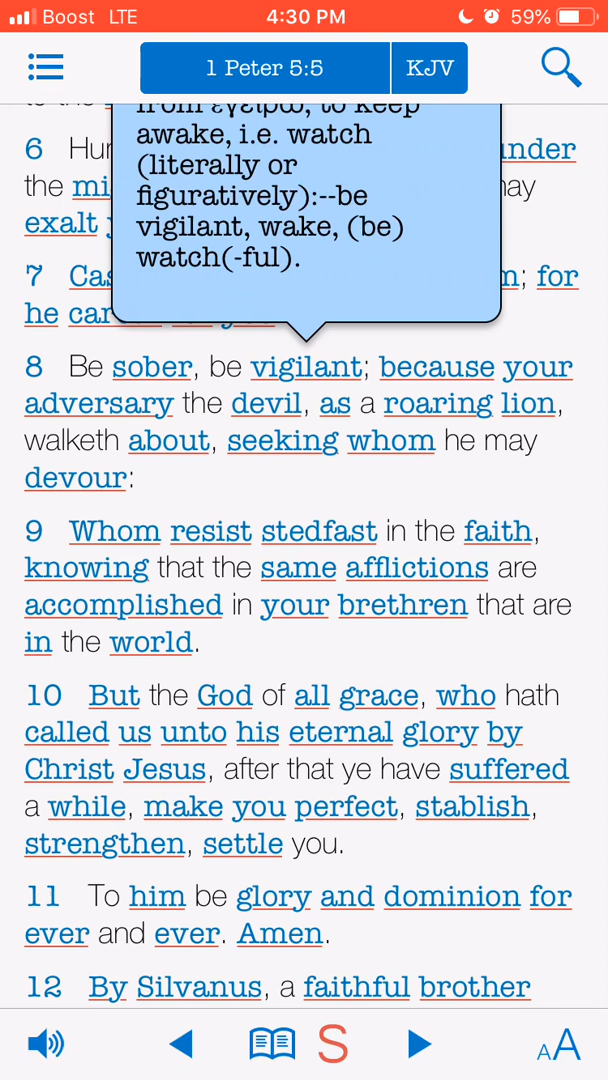 Boost LTE 4:30 PM 59%
1 Peter 5:5 KJV
to the
from ἐγείρω, to keep
awake, i.e. watch
(literally or
figuratively):--be
vigilant, wake, (be)
watch(-ful).
6 under
the
exalt
7 for
he
8 Be sober, be vigilant; because your
adversary the devil, as a roaring lion,
walketh about, seeking whom he may
devour:
9 Whom resist stedfast in the faith,
knowing that the same afflictions are
accomplished in your brethren that are
in the world.
10 But the God of all grace, who hath
called us unto his eternal glory by
Christ Jesus, after that ye have suffered
a while, make you perfect, stablish,
strengthen, settle you.
11 To him be glory and dominion for
ever and ever. Amen.
12 By Silvanus, a faithful brother
S AA